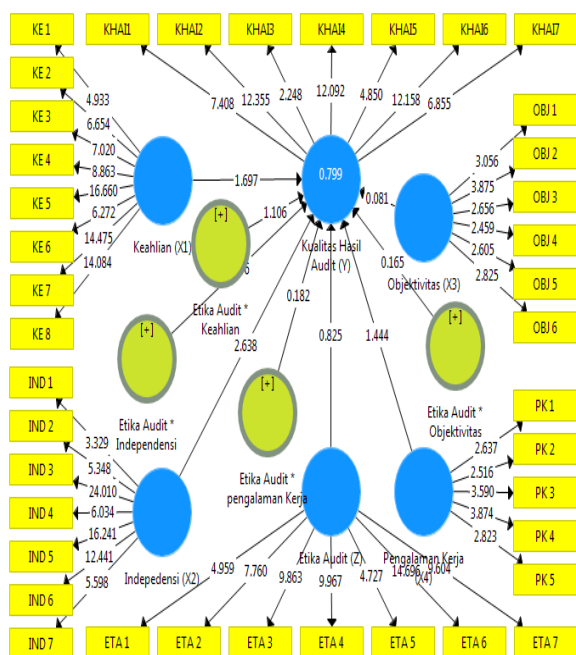 KE 1
KHAI1
KHAI2
KHAI3
KHAI4
KHAI5
KHAI6
KHAI7
KE 2
KE 3
KE 4
KE 5
KE 6
KE 7
KE 8
4.933
6.654
7.020
8.863
16.660
6.272
14.475
14.084
7.408
12.355
2.248
12.092
4.850
12.158
6.855
OBJ 1
OBJ 2
OBJ 3
OBJ 4
OBJ 5
OBJ 6
3.056
3.875
2.656
2.459
2.605
2.825
0.799
1.697
0.081
1.106
6
0.165
[+]
Keahlian (X1)
Kualitas Hasil
Audit (Y)
Objektivitas (X3)
Etika Audit *
Keahlian
0.182
0.825
1.444
2.638
[+]
Etika Audit *
Independensi
[+]
Etika Audit *
pengalaman Kerja
[+]
Etika Audit *
Objektivitas
IND 1
IND 2
IND 3
IND 4
IND 5
IND 6
IND 7
3.329
5.348
24.010
6.034
16.241
12.441
5.598
Indepedensi (X2)
Etika Audit (Z)
Pengalaman Kerja
(X4)
PK 1
PK 2
PK 3
PK 4
PK 5
2.637
2.516
3.590
3.874
2.823
4.959
7.760
9.863
9.967
4.727
14.696
9.604
ETA 1
ETA 2
ETA 3
ETA 4
ETA 5
ETA 6
ETA 7